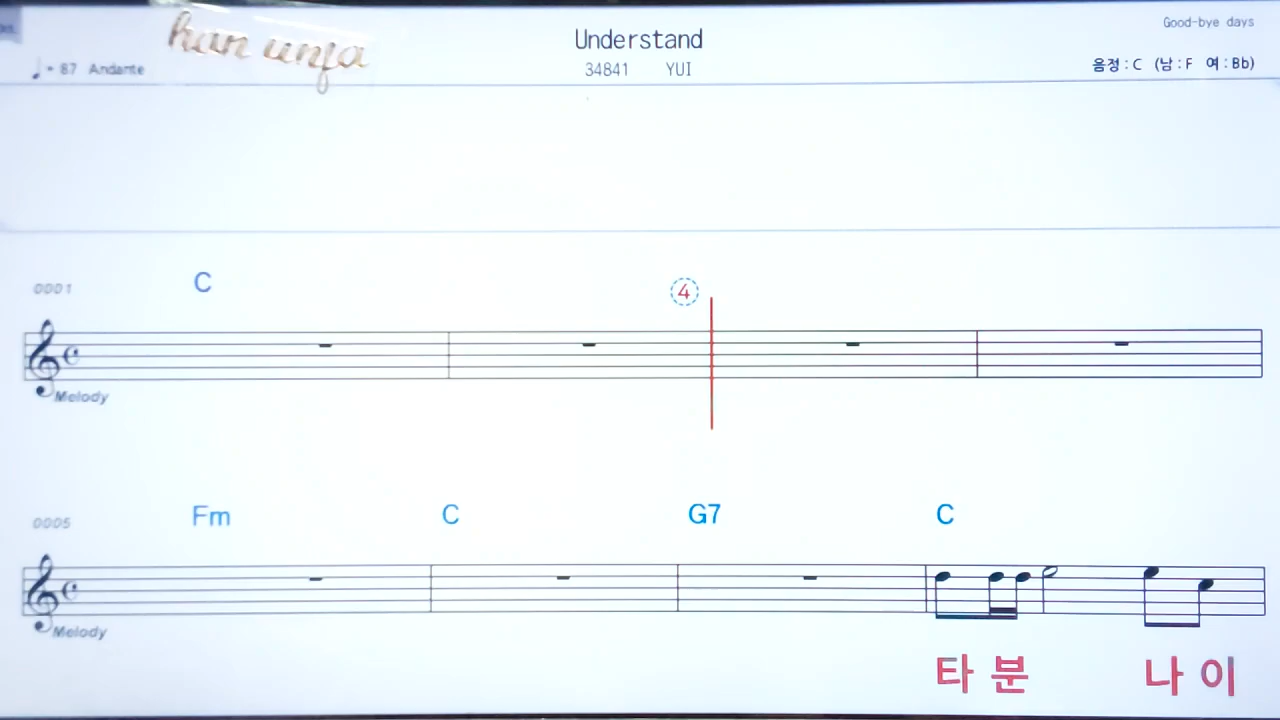 Good-bye days
han unfa
Understand
♩= 87 Andante
34841 YUI
음정 : C (남 : F 여 : Bb)
0001 C
4
Melody
0005 Fm C G7 C
Melody
타 분 나 이